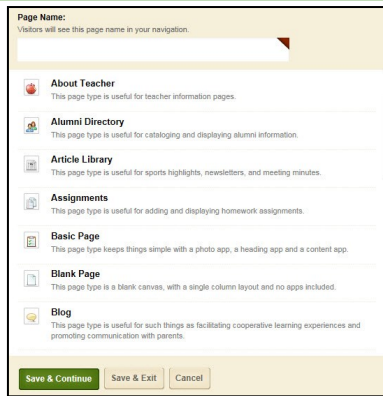 Page Name:
Visitors will see this page name in your navigation.
About Teacher
This page type is useful for teacher information pages.
Alumni Directory
This page type is useful for cataloging and displaying alumni information.
Article Library
This page type is useful for sports highlights, newsletters, and meeting minutes.
Assignments
This page type is useful for adding and displaying homework assignments.
Basic Page
This page type keeps things simple with a photo app, a heading app and a content app.
Blank Page
This page type is a blank canvas, with a single column layout and no apps included.
Blog
This page type is useful for such things as facilitating cooperative learning experiences and
promoting communication with parents.
Save & Continue Save & Exit Cancel